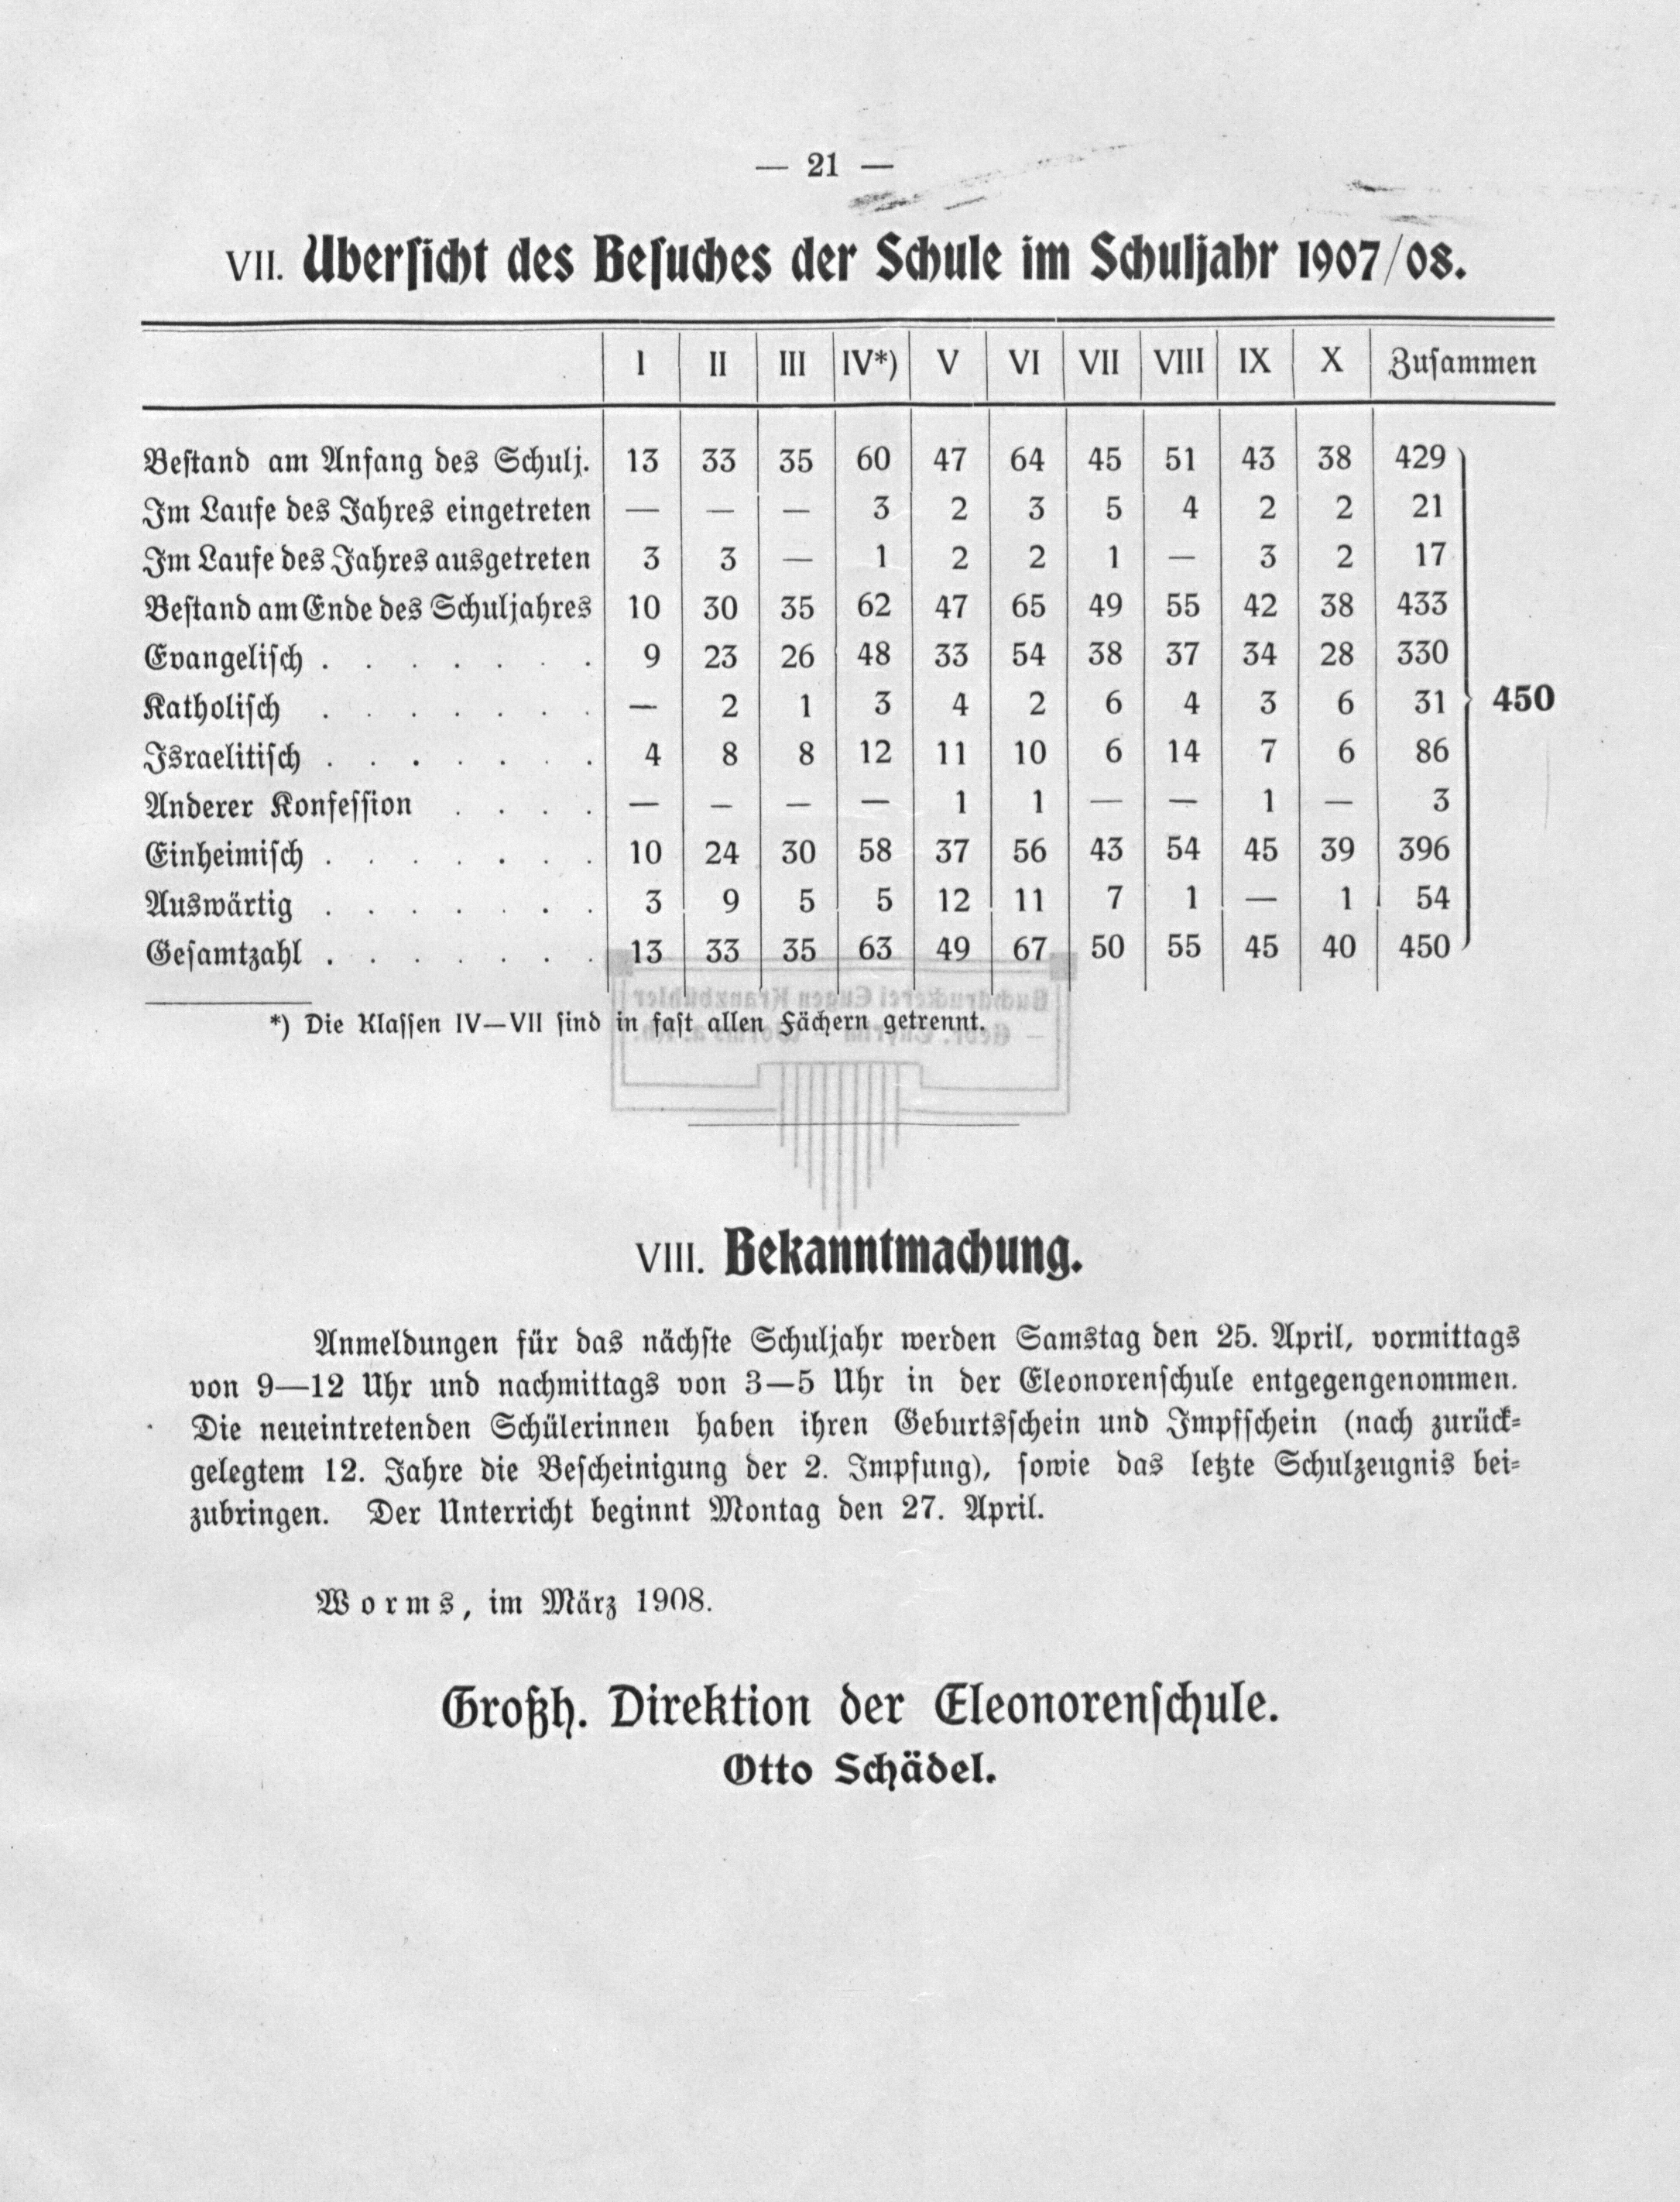 — 21 —
VII. Übersicht des Besuches der Schule im Schuljahr 1907/08.
I II III IV*) V VI VII VIII IX X Zusammen
Bestand am Anfang des Schulj. 13 33 35 60 47 64 45 51 43 38 429
Im Laufe des Jahres eingetreten — — — 3 2 3 5 4 2 2 21
Im Laufe des Jahres ausgetreten 3 3 — 1 2 2 1 — 3 2 17
Bestand am Ende des Schuljahres 10 30 35 62 47 65 49 55 42 38 433
Evangelisch . . . . . . . 9 23 26 48 33 54 38 37 34 28 330
Katholisch . . . . . . . — 2 1 3 4 2 6 4 3 6 31 450
Israelitisch . . . . . . . 4 8 8 12 11 10 6 14 7 6 86
Anderer Konfession . . . . — — — — 1 1 — — 1 — 3
Einheimisch . . . . . . . 10 24 30 58 37 56 43 54 45 39 396
Auswärtig . . . . . . . 3 9 5 5 12 11 7 1 — 1 54
Gesamtzahl . . . . . . . 13 33 35 63 49 67 50 55 45 40 450
*) Die Klassen IV—VII sind in fast allen Fächern getrennt.
VIII. Bekanntmachung.
Anmeldungen für das nächste Schuljahr werden Samstag den 25. April, vormittags
von 9—12 Uhr und nachmittags von 3—5 Uhr in der Eleonorenschule entgegengenommen.
Die neueintretenden Schülerinnen haben ihren Geburtsschein und Impfschein (nach zurück-
gelegtem 12. Jahre die Bescheinigung der 2. Impfung), sowie das letzte Schulzeugnis bei-
zubringen. Der Unterricht beginnt Montag den 27. April.
Worms, im März 1908.
Großh. Direktion der Eleonorenschule.
Otto Schädel.